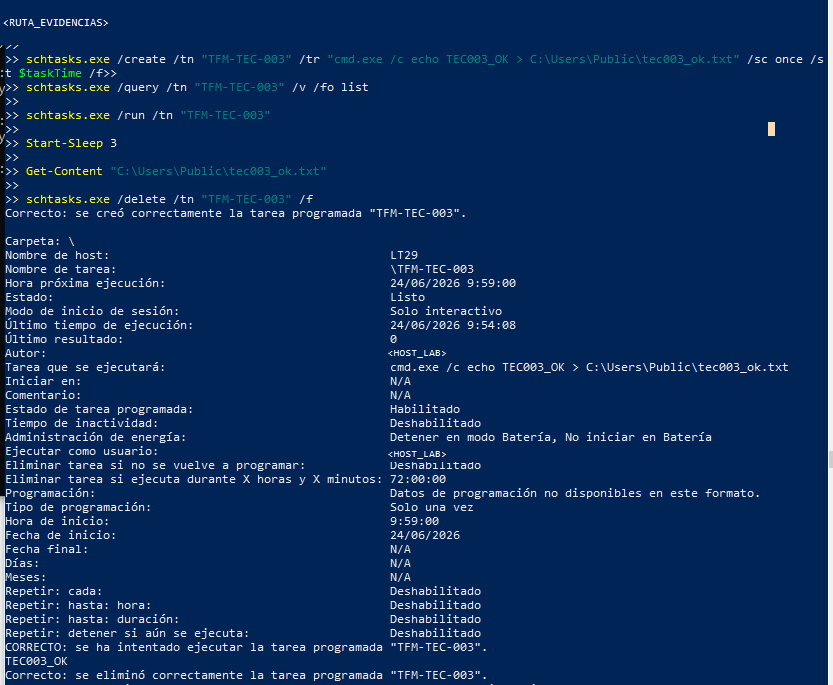 <RUTA_EVIDENCIAS>
>> schtasks.exe /create /tn "TFM-TEC-003" /tr "cmd.exe /c echo TEC003_OK > C:\Users\Public\tec003_ok.txt" /sc once /s
t $taskTime /f>>
>> schtasks.exe /query /tn "TFM-TEC-003" /v /fo list
>>
>> schtasks.exe /run /tn "TFM-TEC-003"
>>
>> Start-Sleep 3
>>
>> Get-Content "C:\Users\Public\tec003_ok.txt"
>>
>> schtasks.exe /delete /tn "TFM-TEC-003" /f
Correcto: se creó correctamente la tarea programada "TFM-TEC-003".
Carpeta: \
Nombre de host: LT29
Nombre de tarea: \TFM-TEC-003
Hora próxima ejecución: 24/06/2026 9:59:00
Estado: Listo
Modo de inicio de sesión: Solo interactivo
Último tiempo de ejecución: 24/06/2026 9:54:08
Último resultado: 0
Autor: <HOST_LAB>
Tarea que se ejecutará: cmd.exe /c echo TEC003_OK > C:\Users\Public\tec003_ok.txt
Iniciar en: N/A
Comentario: N/A
Estado de tarea programada: Habilitado
Tiempo de inactividad: Deshabilitado
Administración de energía: Detener en modo Batería, No iniciar en Batería
Ejecutar como usuario: <HOST_LAB>
Eliminar tarea si no se vuelve a programar: Deshabilitado
Eliminar tarea si ejecuta durante X horas y X minutos: 72:00:00
Programación: Datos de programación no disponibles en este formato.
Tipo de programación: Solo una vez
Hora de inicio: 9:59:00
Fecha de inicio: 24/06/2026
Fecha final: N/A
Días: N/A
Meses: N/A
Repetir: cada: Deshabilitado
Repetir: hasta: hora: Deshabilitado
Repetir: hasta: duración: Deshabilitado
Repetir: detener si aún se ejecuta: Deshabilitado
CORRECTO: se ha intentado ejecutar la tarea programada "TFM-TEC-003".
TEC003_OK
Correcto: se eliminó correctamente la tarea programada "TFM-TEC-003".